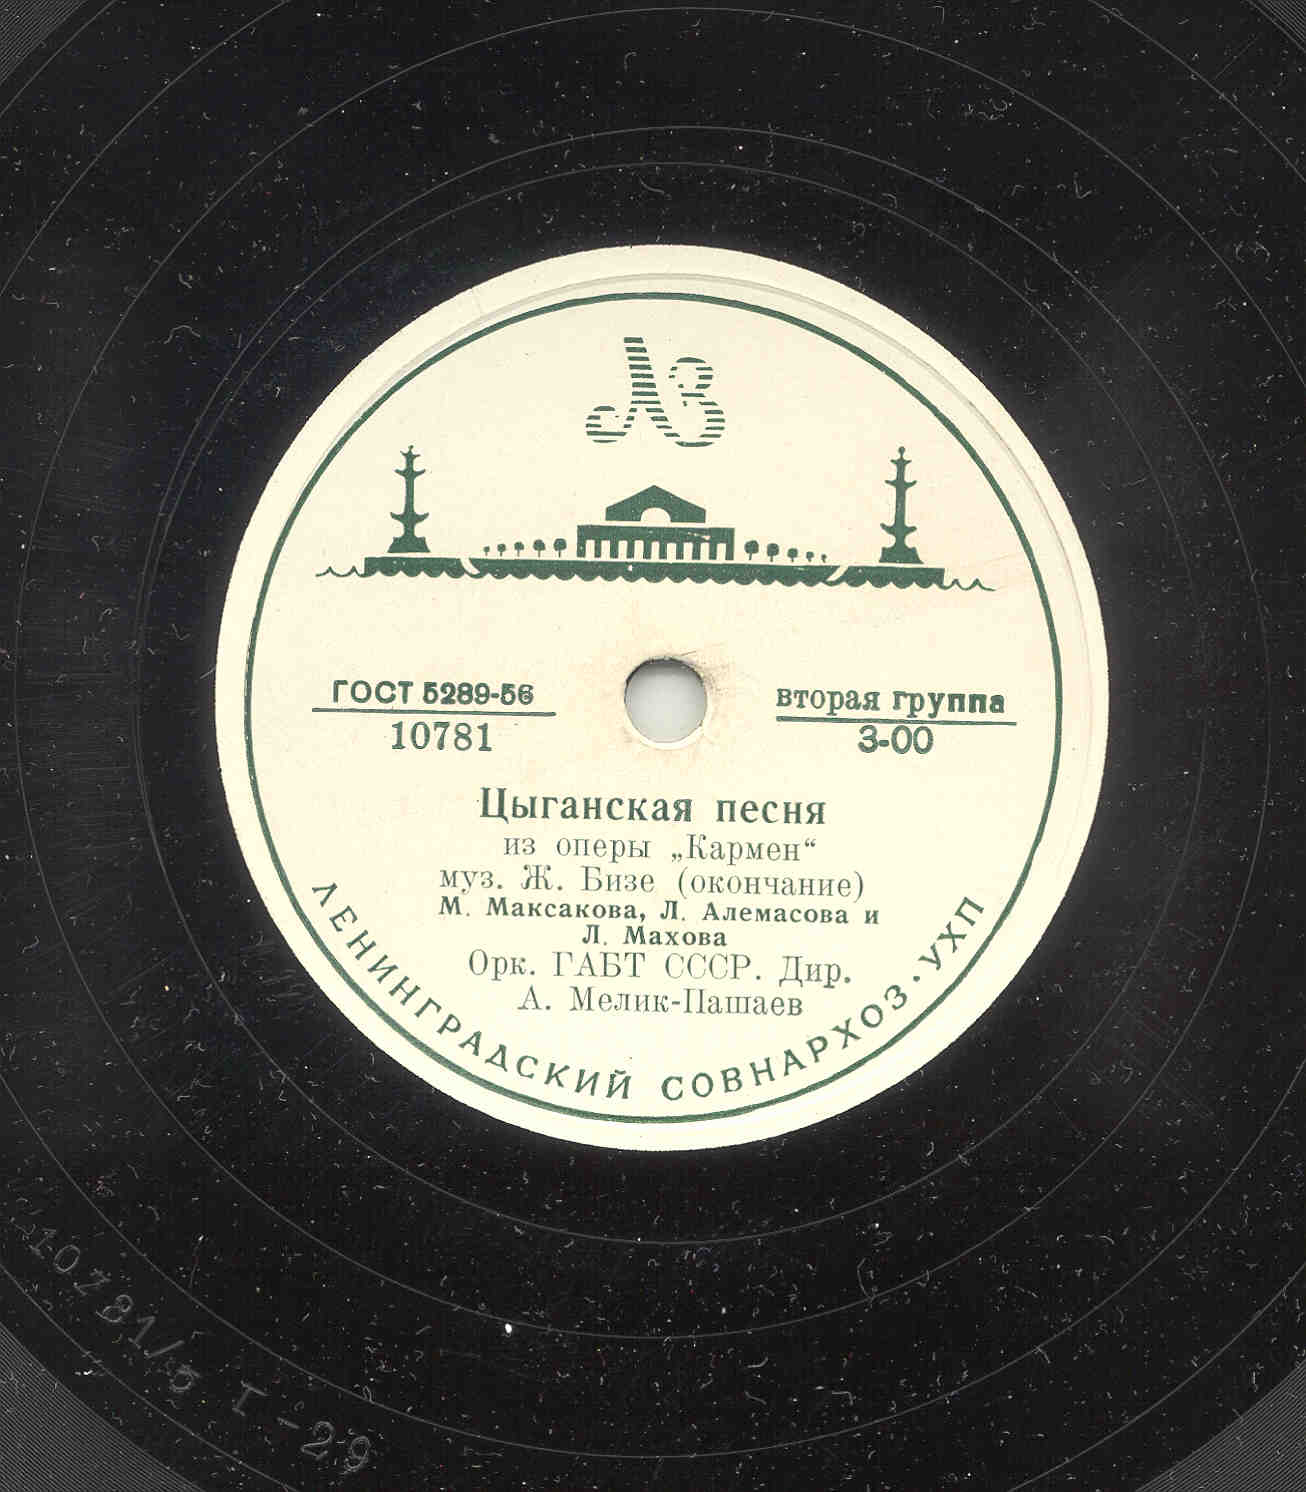 ЛЗ
ГОСТ 5289-56
10781
вторая группа
3-00
Цыганская песня
из оперы „Кармен“
муз. Ж. Бизе (окончание)
М. Максакова, Л. Алемасова и
Л. Махова
Орк. ГАБТ СССР. Дир.
А. Мелик-Пашаев
ЛЕНИНГРАДСКИЙ СОВНАРХОЗ · УХП
10781/5 I-29